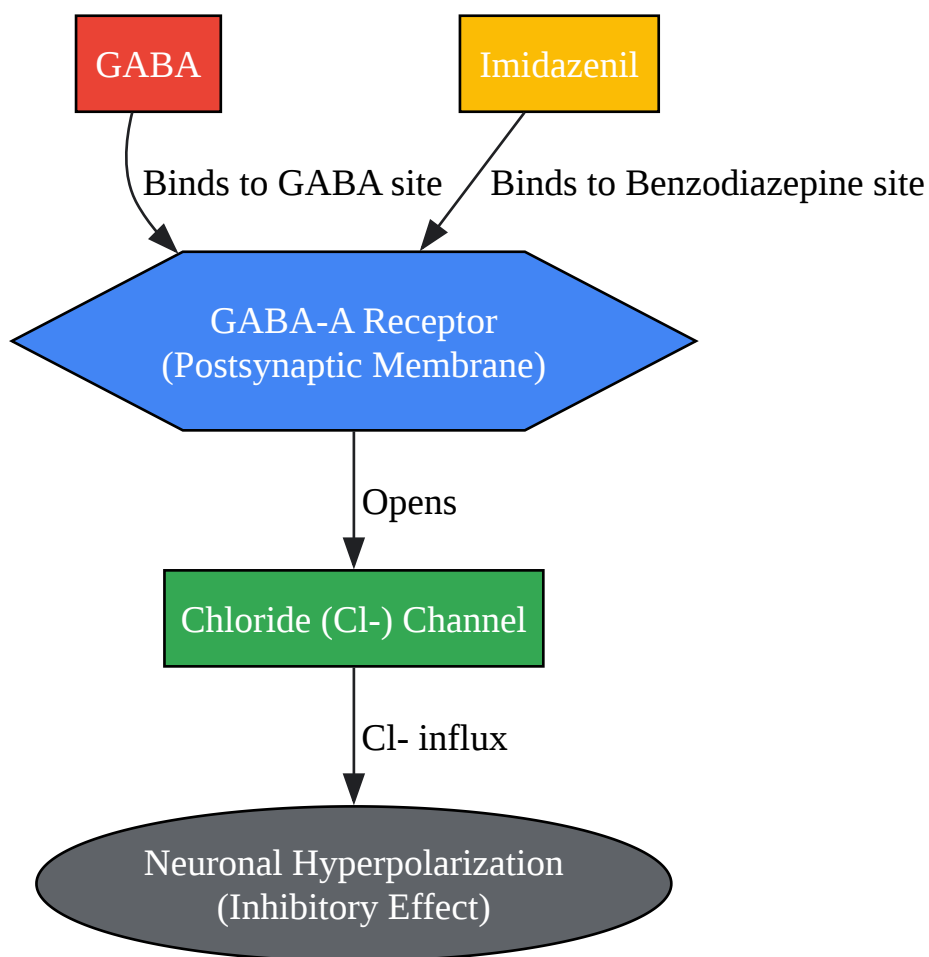 GABA
Imidazenil
Binds to GABA site
Binds to Benzodiazepine site
GABA-A Receptor
(Postsynaptic Membrane)
Opens
Chloride (Cl-) Channel
Cl- influx
Neuronal Hyperpolarization
(Inhibitory Effect)